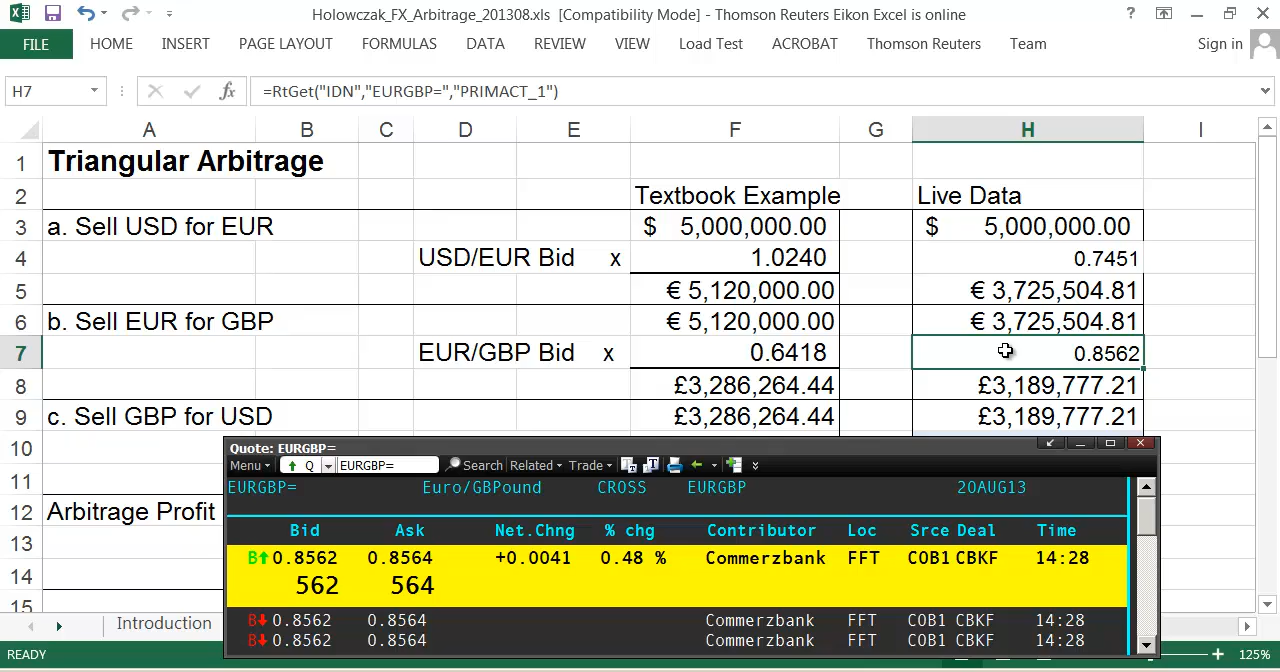 Holowczak_FX_Arbitrage_201308.xls [Compatibility Mode] - Thomson Reuters Eikon Excel is online
FILE HOME INSERT PAGE LAYOUT FORMULAS DATA REVIEW VIEW Load Test ACROBAT Thomson Reuters Team Sign in
H7 fx =RtGet("IDN","EURGBP=","PRIMACT_1")
A B C D E F G H I
1 Triangular Arbitrage
2 Textbook Example Live Data
3 a. Sell USD for EUR $ 5,000,000.00 $ 5,000,000.00
4 USD/EUR Bid x 1.0240 0.7451
5 € 5,120,000.00 € 3,725,504.81
6 b. Sell EUR for GBP € 5,120,000.00 € 3,725,504.81
7 EUR/GBP Bid x 0.6418 0.8562
8 £3,286,264.44 £3,189,777.21
9 c. Sell GBP for USD £3,286,264.44 £3,189,777.21
10
11
12 Arbitrage Profit
13
14
15
Quote: EURGBP=
Menu Q EURGBP= Search Related Trade
EURGBP= Euro/GBPound CROSS EURGBP 20AUG13
Bid Ask Net.Chng % chg Contributor Loc Srce Deal Time
B↑0.8562 0.8564 +0.0041 0.48 % Commerzbank FFT COB1 CBKF 14:28
562 564
B↓0.8562 0.8564 Commerzbank FFT COB1 CBKF 14:28
B↓0.8562 0.8564 Commerzbank FFT COB1 CBKF 14:28
Introduction
READY 125%